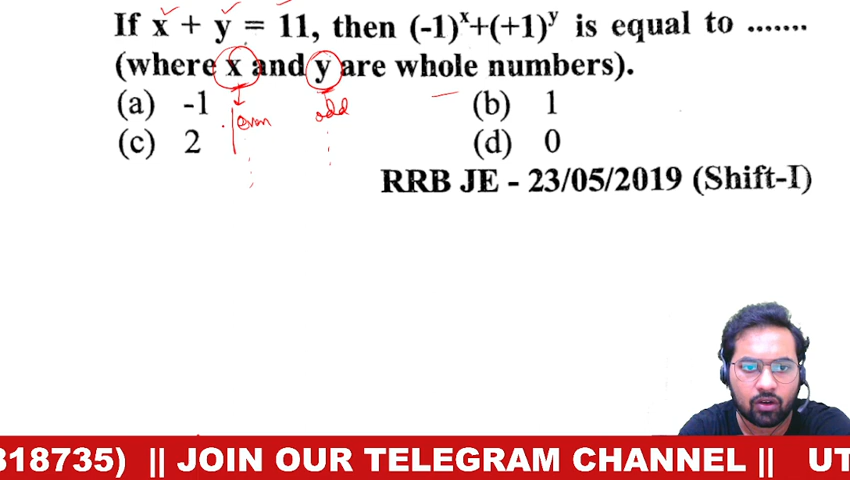 If x + y = 11, then (-1)ˣ+(+1)ʸ is equal to .......
(where x and y are whole numbers).
(a) -1 (b) 1
even odd
(c) 2 (d) 0
RRB JE - 23/05/2019 (Shift-I)
318735) || JOIN OUR TELEGRAM CHANNEL || UT